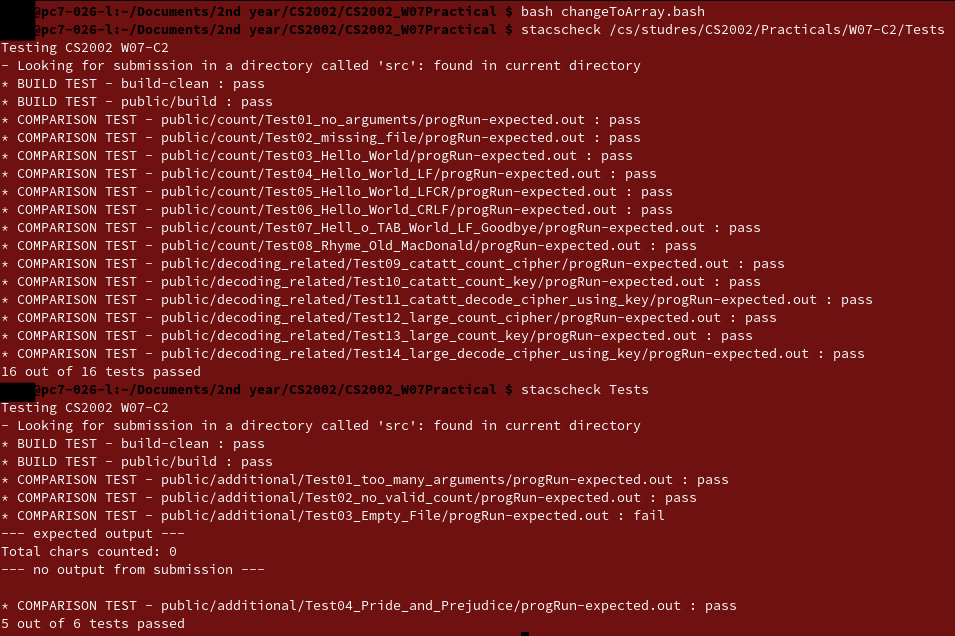 @pc7-026-l:~/Documents/2nd year/CS2002/CS2002_W07Practical $ bash changeToArray.bash
@pc7-026-l:~/Documents/2nd year/CS2002/CS2002_W07Practical $ stacscheck /cs/studres/CS2002/Practicals/W07-C2/Tests
Testing CS2002 W07-C2
- Looking for submission in a directory called 'src': found in current directory
* BUILD TEST - build-clean : pass
* BUILD TEST - public/build : pass
* COMPARISON TEST - public/count/Test01_no_arguments/progRun-expected.out : pass
* COMPARISON TEST - public/count/Test02_missing_file/progRun-expected.out : pass
* COMPARISON TEST - public/count/Test03_Hello_World/progRun-expected.out : pass
* COMPARISON TEST - public/count/Test04_Hello_World_LF/progRun-expected.out : pass
* COMPARISON TEST - public/count/Test05_Hello_World_LFCR/progRun-expected.out : pass
* COMPARISON TEST - public/count/Test06_Hello_World_CRLF/progRun-expected.out : pass
* COMPARISON TEST - public/count/Test07_Hell_o_TAB_World_LF_Goodbye/progRun-expected.out : pass
* COMPARISON TEST - public/count/Test08_Rhyme_Old_MacDonald/progRun-expected.out : pass
* COMPARISON TEST - public/decoding_related/Test09_catatt_count_cipher/progRun-expected.out : pass
* COMPARISON TEST - public/decoding_related/Test10_catatt_count_key/progRun-expected.out : pass
* COMPARISON TEST - public/decoding_related/Test11_catatt_decode_cipher_using_key/progRun-expected.out : pass
* COMPARISON TEST - public/decoding_related/Test12_large_count_cipher/progRun-expected.out : pass
* COMPARISON TEST - public/decoding_related/Test13_large_count_key/progRun-expected.out : pass
* COMPARISON TEST - public/decoding_related/Test14_large_decode_cipher_using_key/progRun-expected.out : pass
16 out of 16 tests passed
@pc7-026-l:~/Documents/2nd year/CS2002/CS2002_W07Practical $ stacscheck Tests
Testing CS2002 W07-C2
- Looking for submission in a directory called 'src': found in current directory
* BUILD TEST - build-clean : pass
* BUILD TEST - public/build : pass
* COMPARISON TEST - public/additional/Test01_too_many_arguments/progRun-expected.out : pass
* COMPARISON TEST - public/additional/Test02_no_valid_count/progRun-expected.out : pass
* COMPARISON TEST - public/additional/Test03_Empty_File/progRun-expected.out : fail
--- expected output ---
Total chars counted: 0
--- no output from submission ---
* COMPARISON TEST - public/additional/Test04_Pride_and_Prejudice/progRun-expected.out : pass
5 out of 6 tests passed